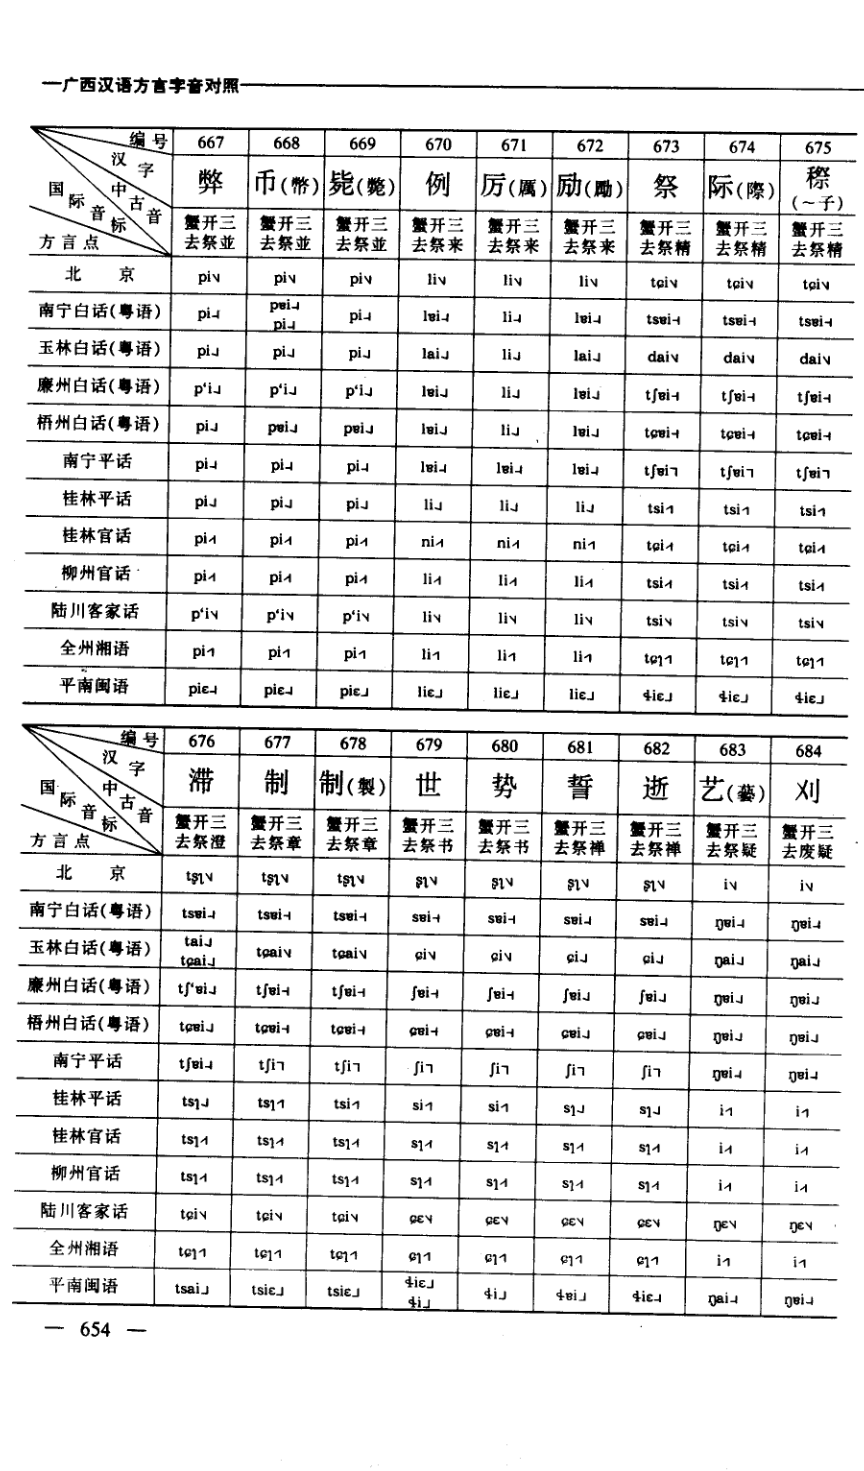 广西汉语方言字音对照
编号 667 668 669 670 671 672 673 674 675
汉字 弊 币(幣) 毙(斃) 例 厉(厲) 励(勵) 祭 际(際) 穄(～子)
国际音标 中古音 蟹开三 蟹开三 蟹开三 蟹开三 蟹开三 蟹开三 蟹开三 蟹开三 蟹开三
方言点 去祭並 去祭並 去祭並 去祭来 去祭来 去祭来 去祭精 去祭精 去祭精
北京 pi˥˩ pi˥˩ pi˥˩ li˥˩ li˥˩ li˥˩ tɕi˥˩ tɕi˥˩ tɕi˥˩
南宁白话(粤语) pi pɐi pi pi lɐi li lɐi tsɐi tsɐi tsɐi
玉林白话(粤语) pi pi pi lai li lai dai dai dai
廉州白话(粤语) p‘i p‘i p‘i lɐi li lɐi tʃɐi tʃɐi tʃɐi
梧州白话(粤语) pi pɐi pɐi lɐi li lɐi tɕɐi tɕɐi tɕɐi
南宁平话 pi pi pi lɐi lɐi lɐi tʃɐi tʃɐi tʃɐi
桂林平话 pi pi pi li li li tsi tsi tsi
桂林官话 pi pi pi ni ni ni tɕi tɕi tɕi
柳州官话 pi pi pi li li li tsi tsi tsi
陆川客家话 p‘i p‘i p‘i li li li tsi tsi tsi
全州湘语 pi pi pi li li li tɕɿ tɕɿ tɕɿ
平南闽语 piɛ piɛ piɛ liɛ liɛ liɛ ɬiɛ ɬiɛ ɬiɛ
编号 676 677 678 679 680 681 682 683 684
汉字 滞 制 制(製) 世 势 誓 逝 艺(藝) 刈
国际音标 中古音 蟹开三 蟹开三 蟹开三 蟹开三 蟹开三 蟹开三 蟹开三 蟹开三 蟹开三
方言点 去祭澄 去祭章 去祭章 去祭书 去祭书 去祭禅 去祭禅 去祭疑 去废疑
北京 tʂʅ˥˩ tʂʅ˥˩ tʂʅ˥˩ ʂʅ˥˩ ʂʅ˥˩ ʂʅ˥˩ ʂʅ˥˩ i˥˩ i˥˩
南宁白话(粤语) tsɐi tsɐi tsɐi sɐi sɐi sɐi sɐi ŋɐi ŋɐi
玉林白话(粤语) tai tɕai tɕai tɕai ɕi ɕi ɕi ɕi ŋai ŋai
廉州白话(粤语) tʃ‘ɐi tʃɐi tʃɐi ʃɐi ʃɐi ʃɐi ʃɐi ŋɐi ŋɐi
梧州白话(粤语) tɕɐi tɕɐi tɕɐi ɕɐi ɕɐi ɕɐi ɕɐi ŋɐi ŋɐi
南宁平话 tʃɐi tʃi tʃi ʃi ʃi ʃi ʃi ŋɐi ŋɐi
桂林平话 tsɿ tsɿ tsi si si sɿ sɿ i i
桂林官话 tsɿ tsɿ tsɿ sɿ sɿ sɿ sɿ i i
柳州官话 tsɿ tsɿ tsɿ sɿ sɿ sɿ sɿ i i
陆川客家话 tɕi tɕi tɕi ɕɛ ɕɛ ɕɛ ɕɛ ŋɛ ŋɛ
全州湘语 tɕɿ tɕɿ tɕɿ ɕɿ ɕɿ ɕɿ ɕɿ i i
平南闽语 tsai tsiɛ tsiɛ ɬiɛ ɬi ɬi ɬɐi ɬiɛ ŋai ŋɐi
— 654 —